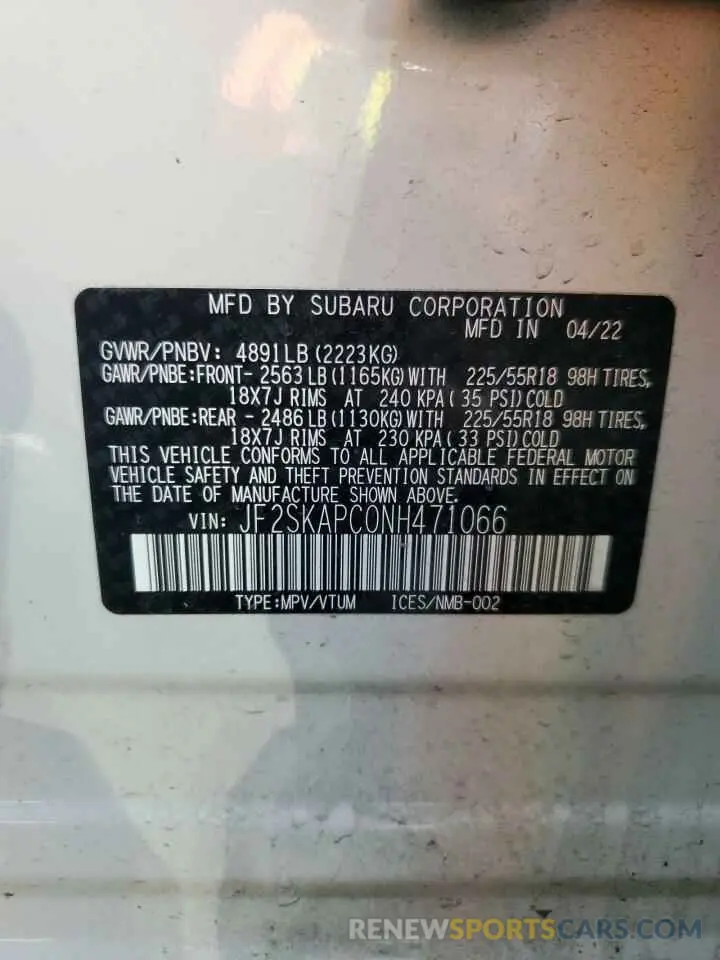 MFD BY SUBARU CORPORATION
MFD IN 04/22
GVWR/PNBV: 4891LB (2223KG)
GAWR/PNBE:FRONT- 2563 LB (1165KG) WITH 225/55R18 98H TIRES,
18X7J RIMS AT 240 KPA ( 35 PSI) COLD
GAWR/PNBE:REAR - 2486 LB (1130KG) WITH 225/55R18 98H TIRES,
18X7J RIMS AT 230 KPA ( 33 PSI) COLD
THIS VEHICLE CONFORMS TO ALL APPLICABLE FEDERAL MOTOR
VEHICLE SAFETY AND THEFT PREVENTION STANDARDS IN EFFECT ON
THE DATE OF MANUFACTURE SHOWN ABOVE.
VIN: JF2SKAPC0NH471066
TYPE:MPV/VTUM ICES/NMB-002
RENEWSPORTSCARS.COM